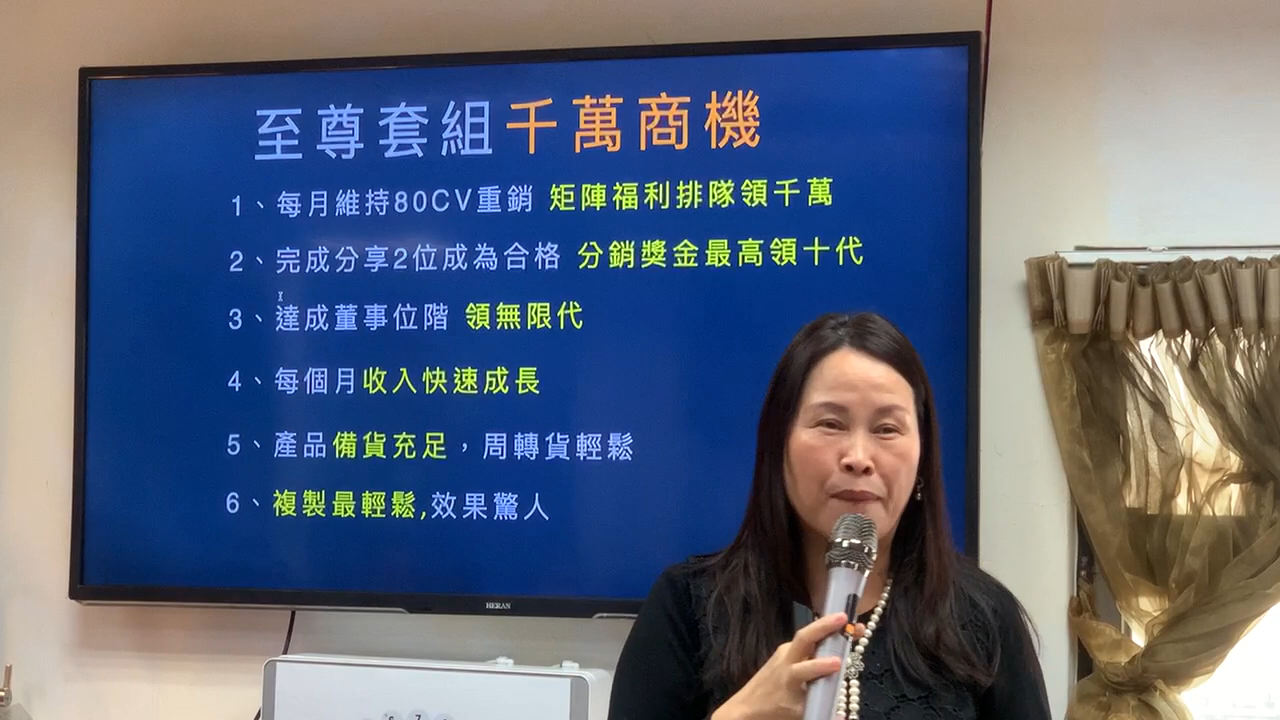 至尊套組千萬商機
1、每月維持80CV重銷 矩陣福利排隊領千萬
2、完成分享2位成為合格 分銷獎金最高領十代
3、達成董事位階 領無限代
4、每個月收入快速成長
5、產品備貨充足，周轉貨輕鬆
6、複製最輕鬆,效果驚人
HERAN